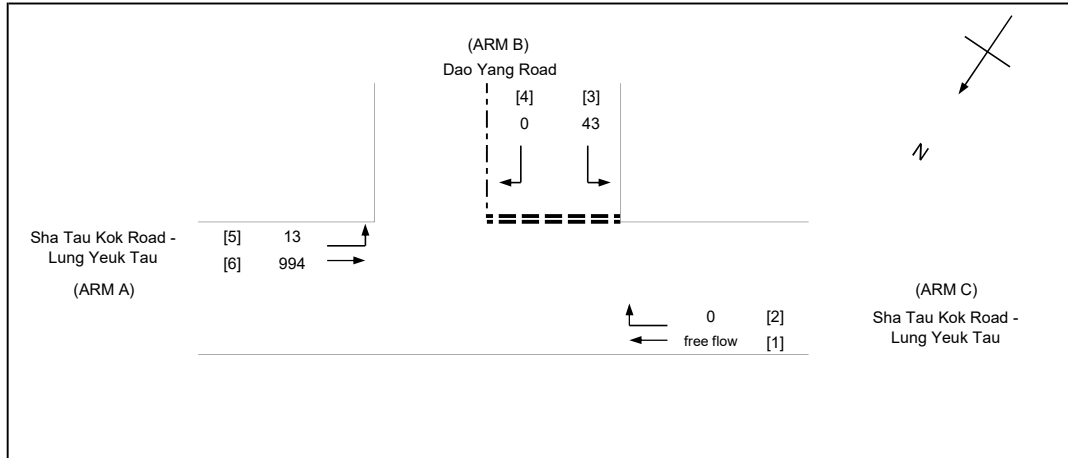 (ARM B)
Dao Yang Road
[4] [3]
0 43
N
Sha Tau Kok Road -
Lung Yeuk Tau
(ARM A)
[5] 13
[6] 994
(ARM C)
Sha Tau Kok Road -
Lung Yeuk Tau
0 [2]
free flow [1]